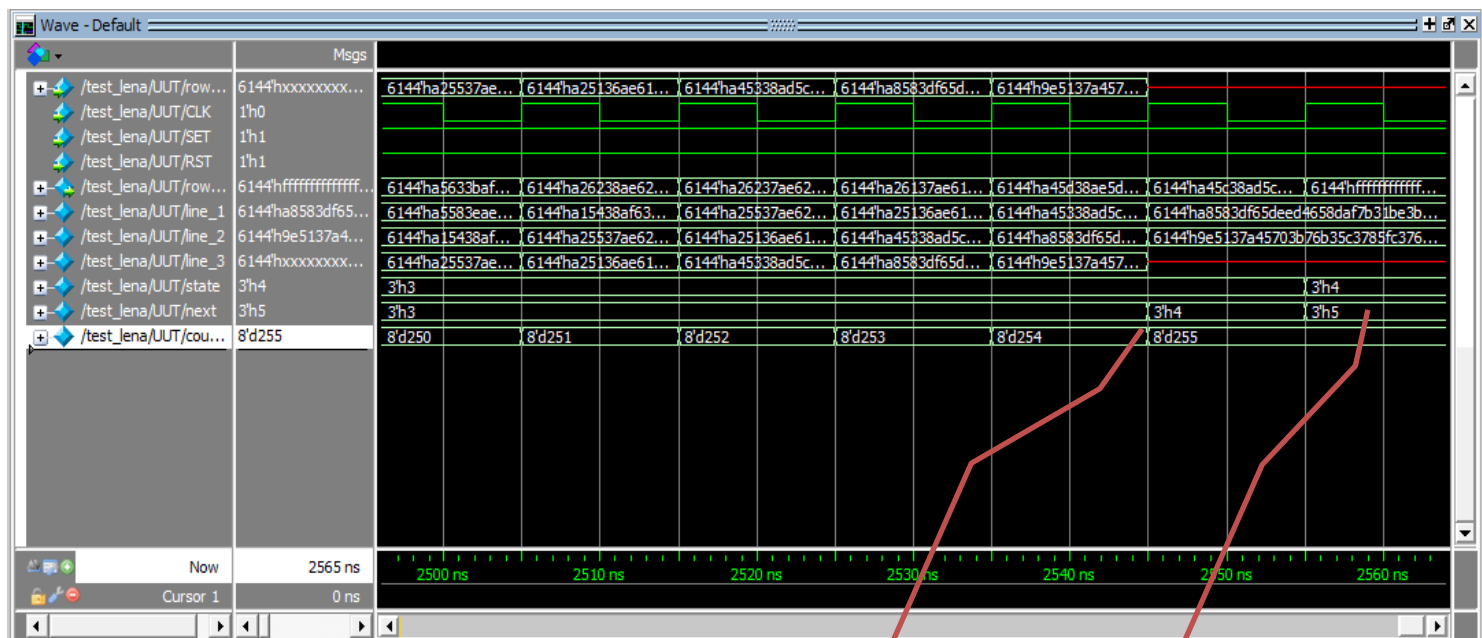 Wave - Default
Msgs
/test_lena/UUT/row... 6144'hxxxxxxxx... 6144'ha25537ae... 6144'ha25136ae61... 6144'ha45338ad5c... 6144'ha8583df65d... 6144'h9e5137a457...
/test_lena/UUT/CLK 1'h0
/test_lena/UUT/SET 1'h1
/test_lena/UUT/RST 1'h1
/test_lena/UUT/row... 6144'hffffffffffffff... 6144'ha5633baf... 6144'ha26238ae62... 6144'ha26237ae62... 6144'ha26137ae61... 6144'ha45d38ae5d... 6144'ha45c38ad5c... 6144'hffffffffffff...
/test_lena/UUT/line_1 6144'ha8583df65... 6144'ha5583eae... 6144'ha15438af63... 6144'ha25537ae62... 6144'ha25136ae61... 6144'ha45338ad5c... 6144'ha8583df65deed4658daf7b31be3b...
/test_lena/UUT/line_2 6144'h9e5137a4... 6144'ha15438af... 6144'ha25537ae62... 6144'ha25136ae61... 6144'ha45338ad5c... 6144'ha8583df65d... 6144'h9e5137a45703b76b35c3785fc376...
/test_lena/UUT/line_3 6144'hxxxxxxxx... 6144'ha25537ae... 6144'ha25136ae61... 6144'ha45338ad5c... 6144'ha8583df65d... 6144'h9e5137a457...
/test_lena/UUT/state 3'h4 3'h3 3'h4
/test_lena/UUT/next 3'h5 3'h3 3'h4 3'h5
/test_lena/UUT/cou... 8'd255 8'd250 8'd251 8'd252 8'd253 8'd254 8'd255
Now 2565 ns 2500 ns 2510 ns 2520 ns 2530 ns 2540 ns 2550 ns 2560 ns
Cursor 1 0 ns